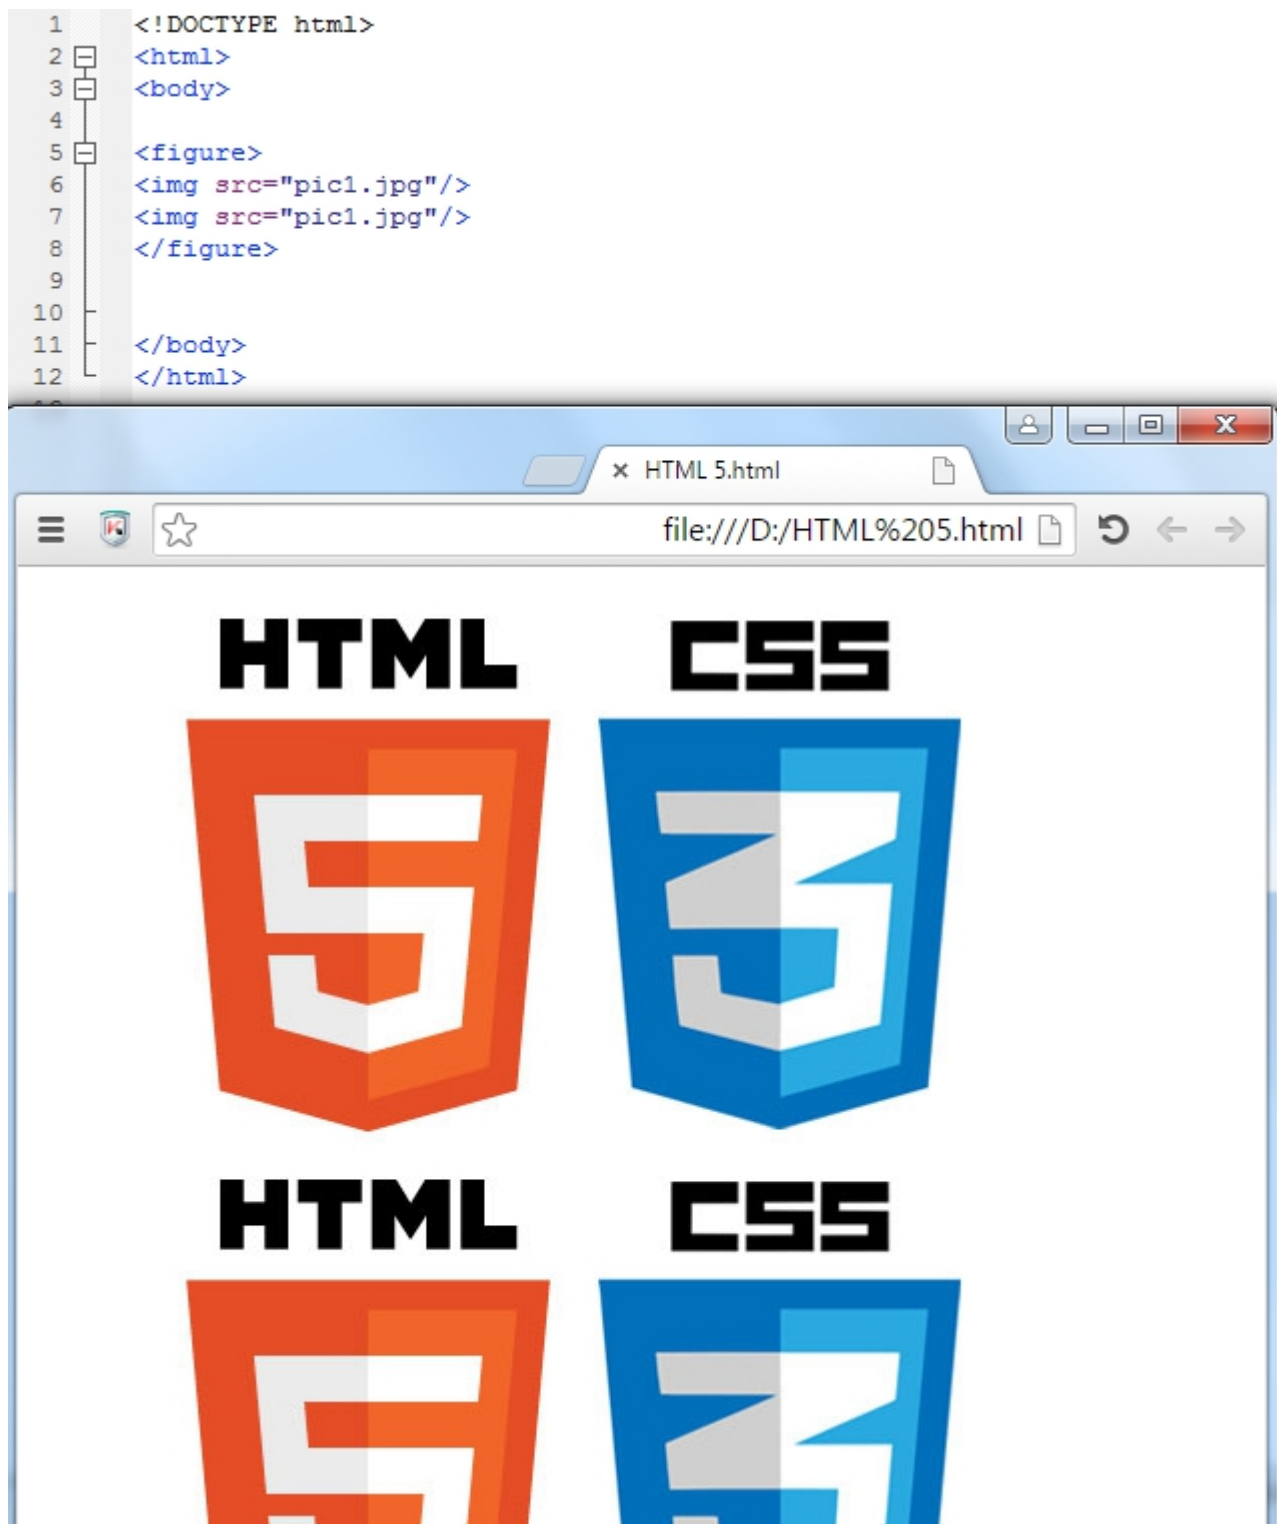 1 <!DOCTYPE html>
2 <html>
3 <body>
4
5 <figure>
6 <img src="pic1.jpg"/>
7 <img src="pic1.jpg"/>
8 </figure>
9
10
11 </body>
12 </html>
HTML 5.html
file:///D:/HTML%205.html
HTML CSS
5 3
HTML CSS
5 3